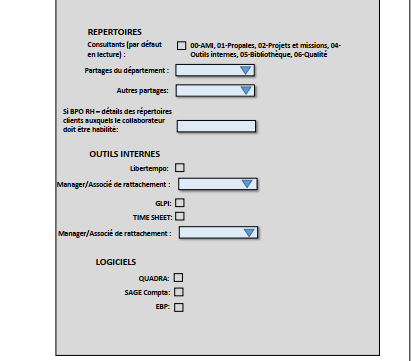 REPERTOIRES
Consultants (par défaut en lecture) :
00-AMI, 01-Propales, 02-Projets et missions, 04-
Outils internes, 05-Bibliothèque, 06-Qualité
Partages du département :
Autres partages:
Si BPO RH – détails des répertoires
clients auxquels le collaborateur
doit être habilité:
OUTILS INTERNES
Libertempo:
Manager/Associé de rattachement :
GLPI:
TIME SHEET:
Manager/Associé de rattachement :
LOGICIELS
QUADRA:
SAGE Compta:
EBP: